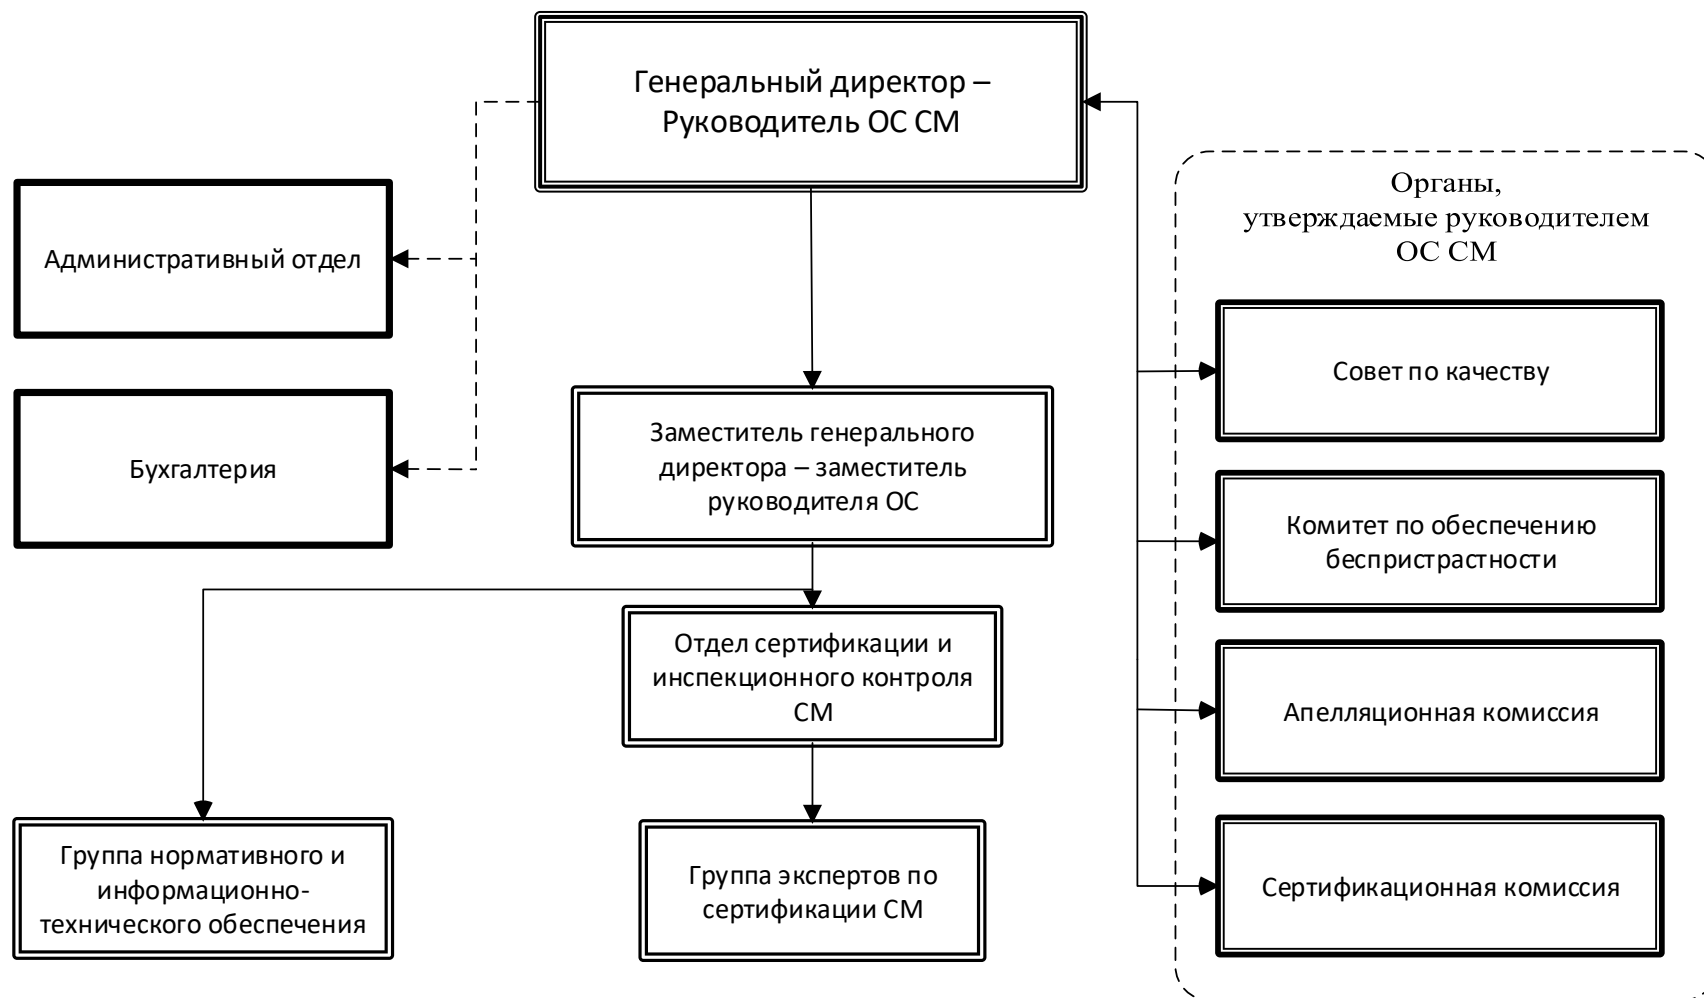 Генеральный директор –
Руководитель ОС СМ
Административный отдел
Бухгалтерия
Заместитель генерального
директора – заместитель
руководителя ОС
Отдел сертификации и
инспекционного контроля
СМ
Группа нормативного и
информационно-
технического обеспечения
Группа экспертов по
сертификации СМ
Органы,
утверждаемые руководителем
ОС СМ
Совет по качеству
Комитет по обеспечению
беспристрастности
Апелляционная комиссия
Сертификационная комиссия